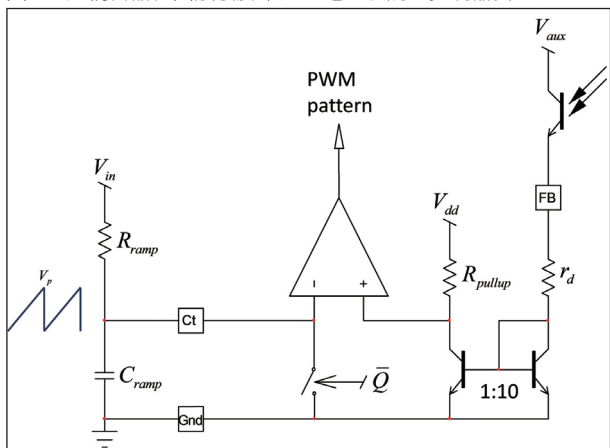 PWM
pattern
V_aux
V_in
V_dd
FB
R_ramp
R_pullup
r_d
V_p
Ct
- +
C_ramp
Q̄
1:10
Gnd